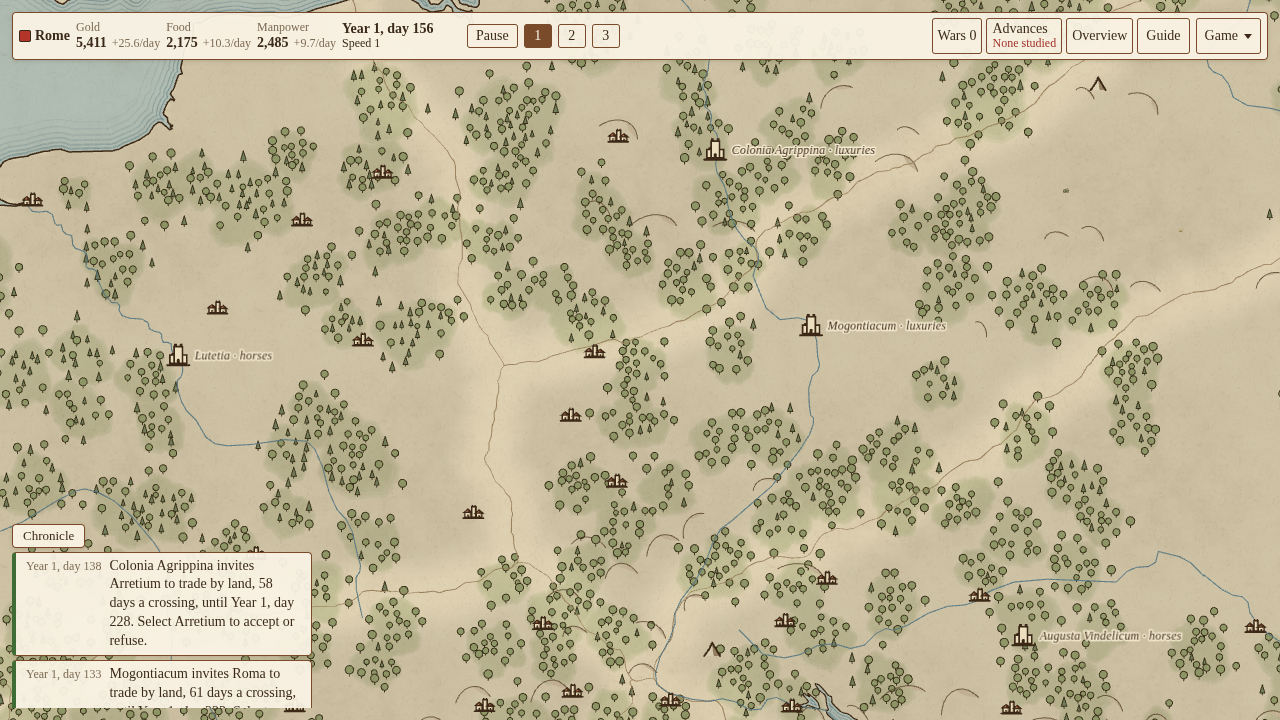 Rome
Gold
5,411 +25.6/day
Food
2,175 +10.3/day
Manpower
2,485 +9.7/day
Year 1, day 156
Speed 1
Pause
1
2
3
Wars 0
Advances
None studied
Overview
Guide
Game
Colonia Agrippina · luxuries
Mogontiacum · luxuries
Lutetia · horses
Augusta Vindelicum · horses
Chronicle
Year 1, day 138
Colonia Agrippina invites
Arretium to trade by land, 58
days a crossing, until Year 1, day
228. Select Arretium to accept or
refuse.
Year 1, day 133
Mogontiacum invites Roma to
trade by land, 61 days a crossing,